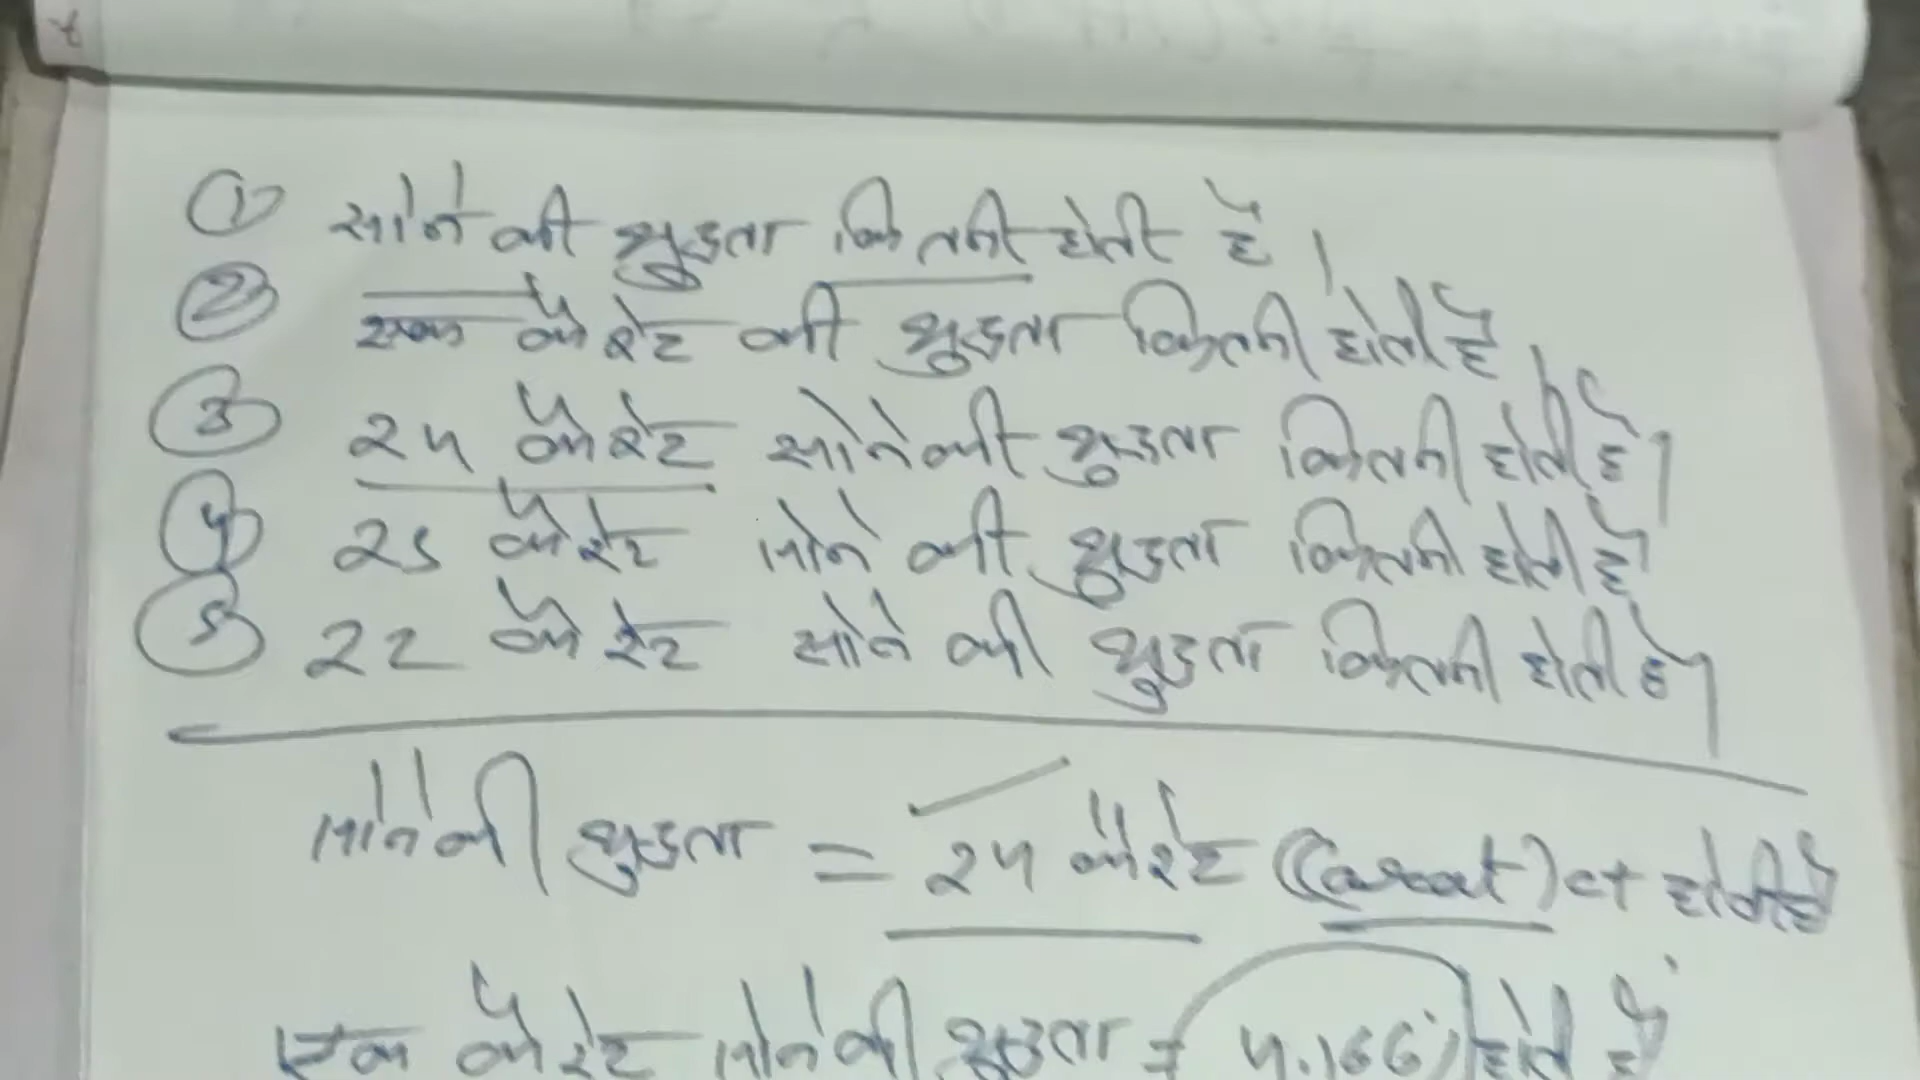 ① सोने की शुद्धता कितनी होती है ।
② एक कैरेट की शुद्धता कितनी होती है ।
③ 24 कैरेट सोने की शुद्धता कितनी होती है ।
④ 23 कैरेट सोने की शुद्धता कितनी होती है
⑤ 22 कैरेट सोने की शुद्धता कितनी होती है ।
सोने की शुद्धता = 24 कैरेट (Carat) ct होती है
एक कैरेट सोने की शुद्धता = 4.166 होती है